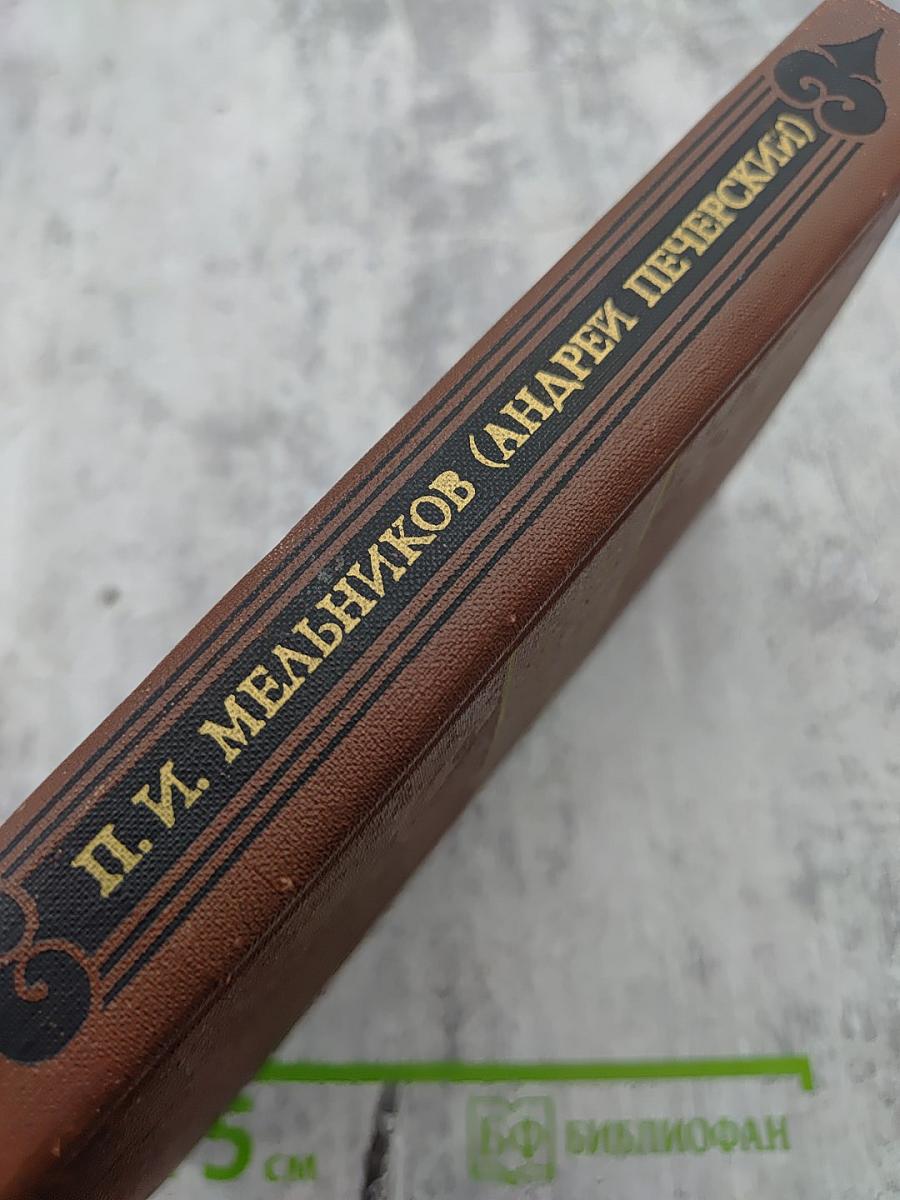 П. И. МЕЛЬНИКОВ (АНДРЕЙ ПЕЧЕРСКИЙ)
5 см
БФ БИБЛИОФАН